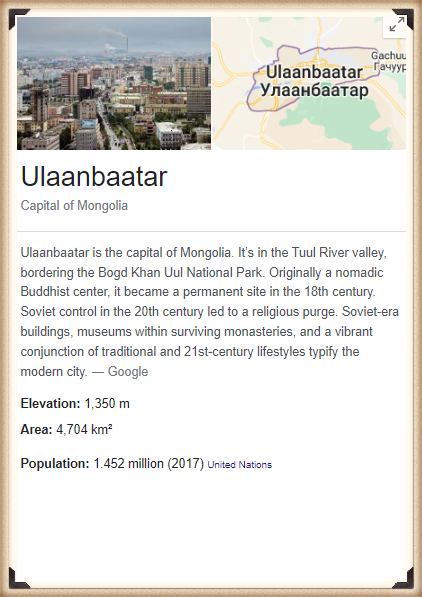 Gachuu
Гачуур
Ulaanbaatar
Улаанбаатар
Ulaanbaatar
Capital of Mongolia
Ulaanbaatar is the capital of Mongolia. It's in the Tuul River valley,
bordering the Bogd Khan Uul National Park. Originally a nomadic
Buddhist center, it became a permanent site in the 18th century.
Soviet control in the 20th century led to a religious purge. Soviet-era
buildings, museums within surviving monasteries, and a vibrant
conjunction of traditional and 21st-century lifestyles typify the
modern city. — Google
Elevation: 1,350 m
Area: 4,704 km²
Population: 1.452 million (2017) United Nations